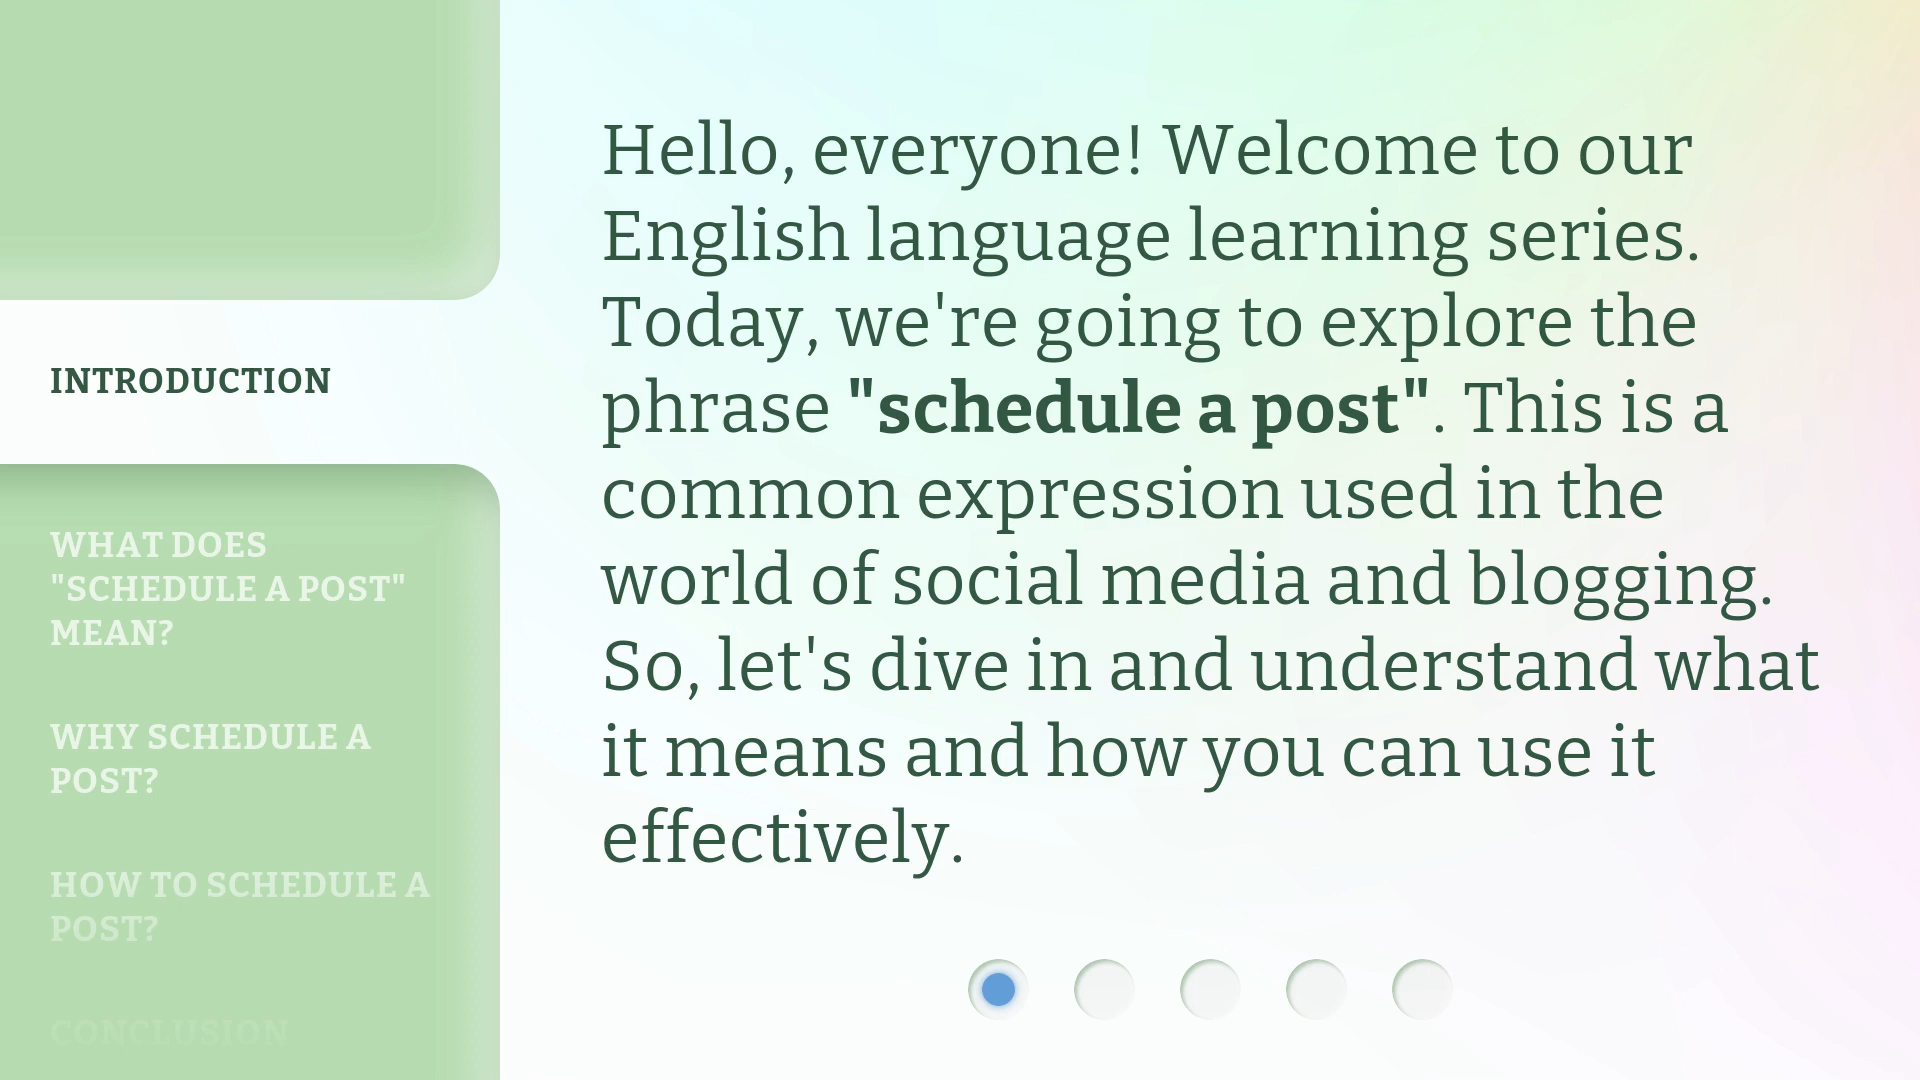 INTRODUCTION
WHAT DOES
"SCHEDULE A POST"
MEAN?
WHY SCHEDULE A
POST?
HOW TO SCHEDULE A
POST?
CONCLUSION
Hello, everyone! Welcome to our
English language learning series.
Today, we're going to explore the
phrase "schedule a post". This is a
common expression used in the
world of social media and blogging.
So, let's dive in and understand what
it means and how you can use it
effectively.